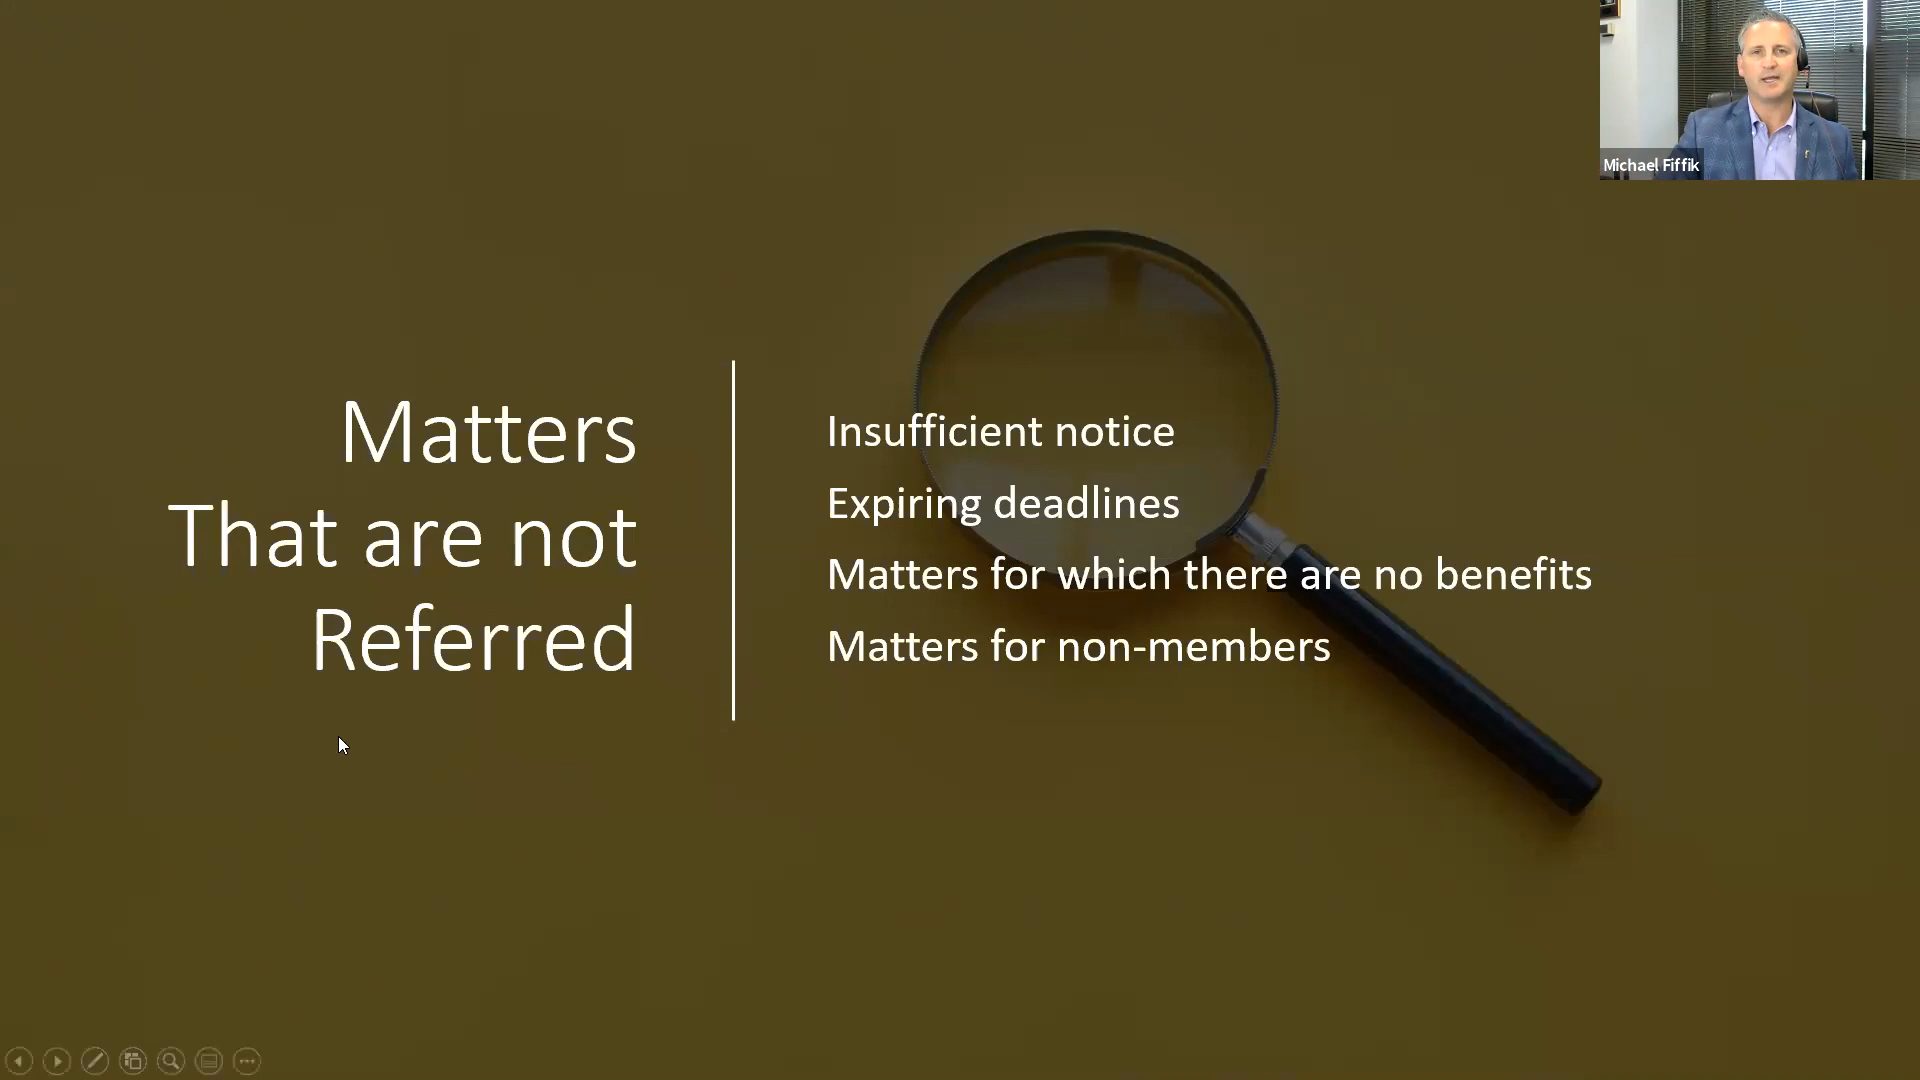 Michael Fiffik
Matters
That are not
Referred
Insufficient notice
Expiring deadlines
Matters for which there are no benefits
Matters for non-members